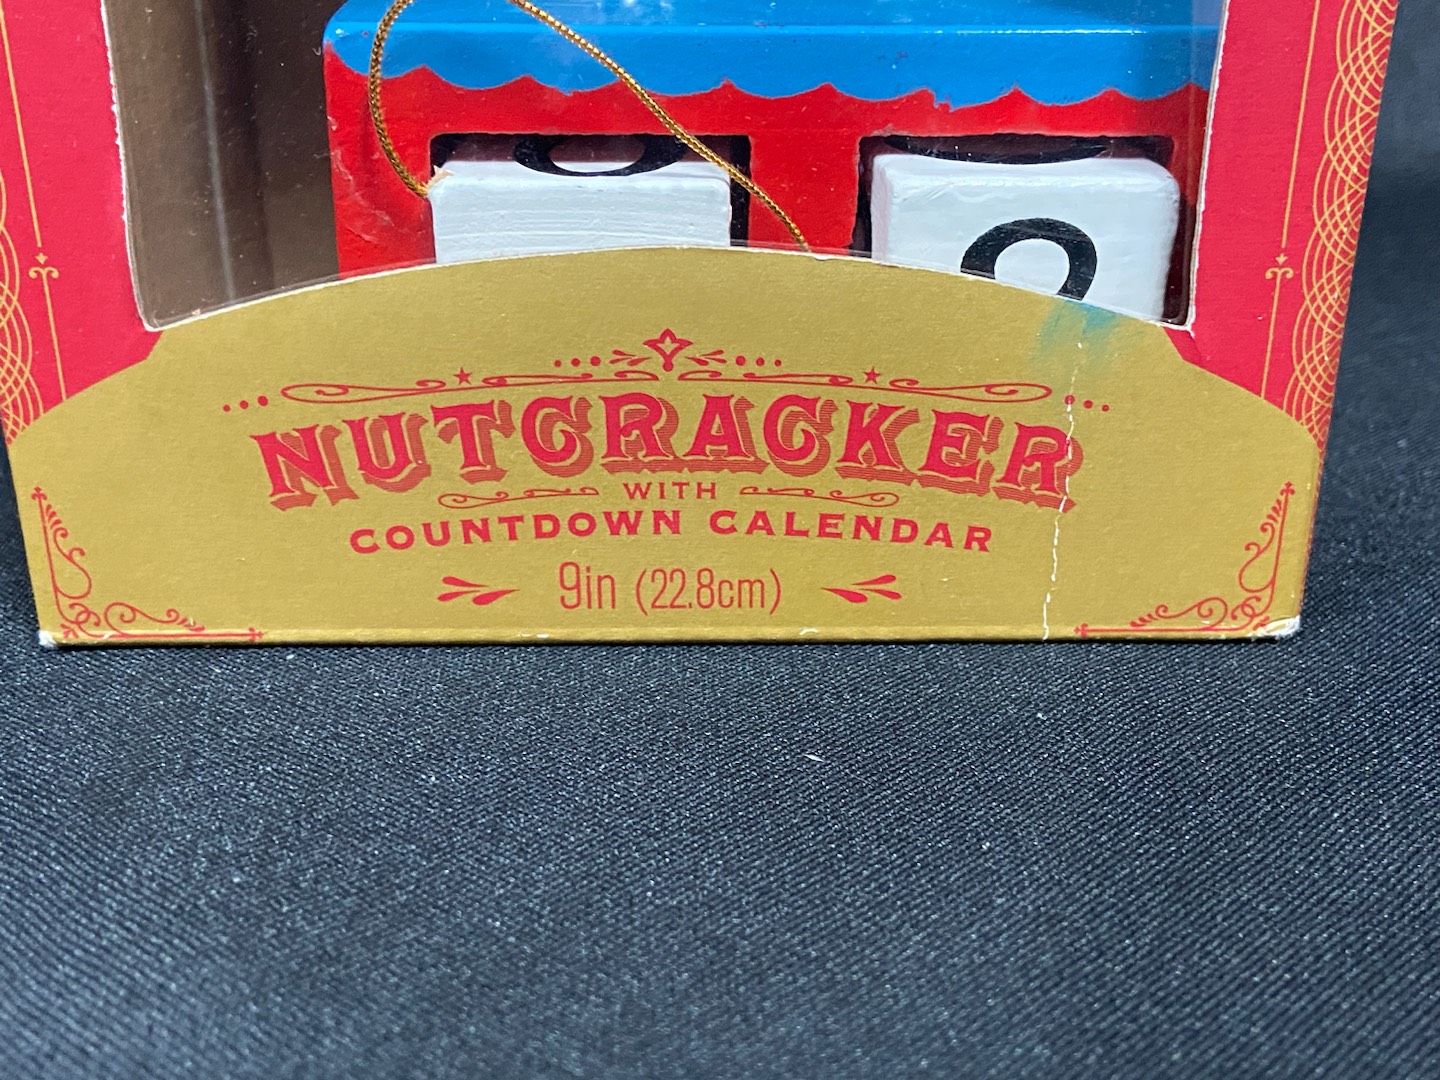 NUTCRACKER
WITH
COUNTDOWN CALENDAR
9in (22.8cm)